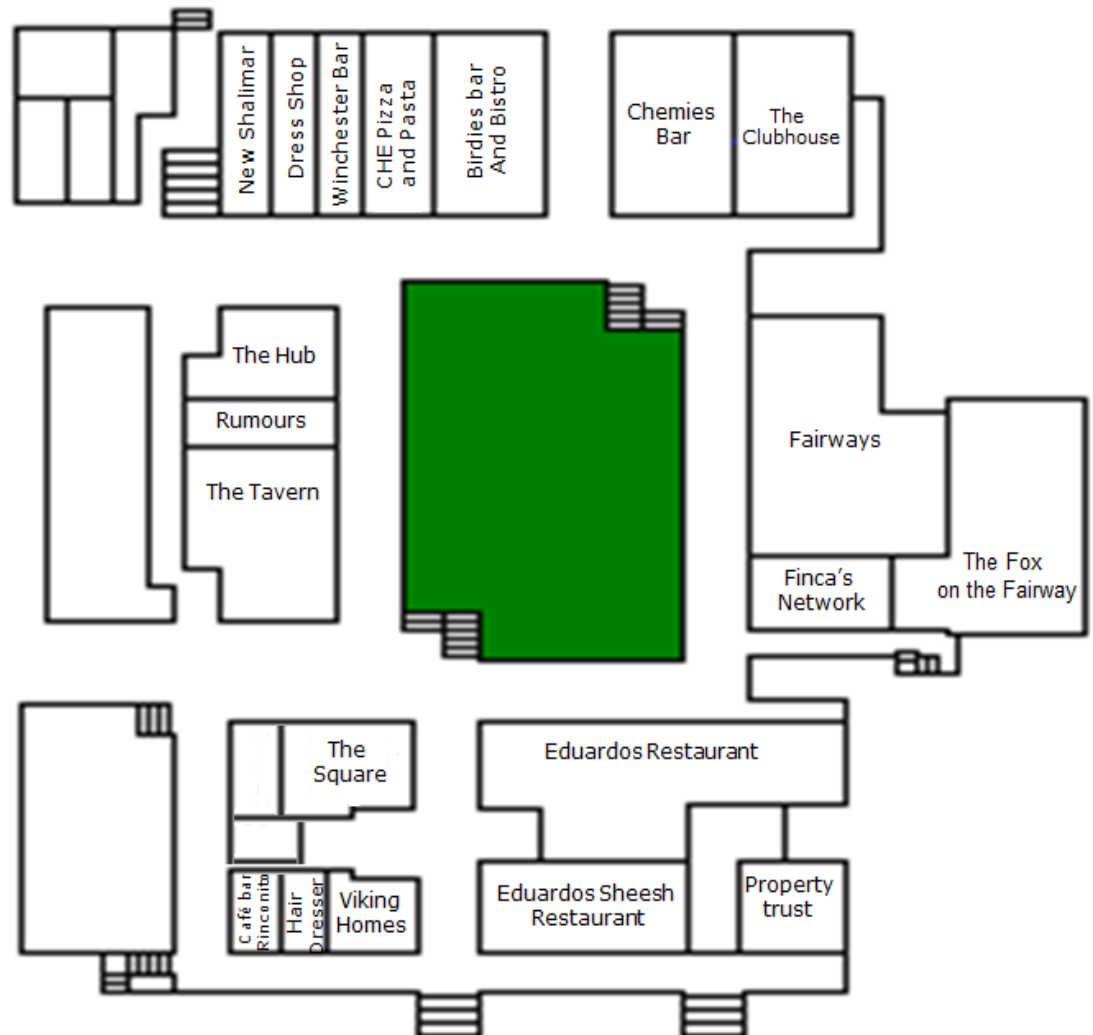 New Shalimar
Dress Shop
Winchester Bar
CHE Pizza
and Pasta
Birdies bar
And Bistro
Chemies
Bar
The
Clubhouse
The Hub
Rumours
The Tavern
Fairways
Finca's
Network
The Fox
on the Fairway
The
Square
Eduardos Restaurant
Café bar
Rinconito
Hair
Dresser
Viking
Homes
Eduardos Sheesh
Restaurant
Property
trust